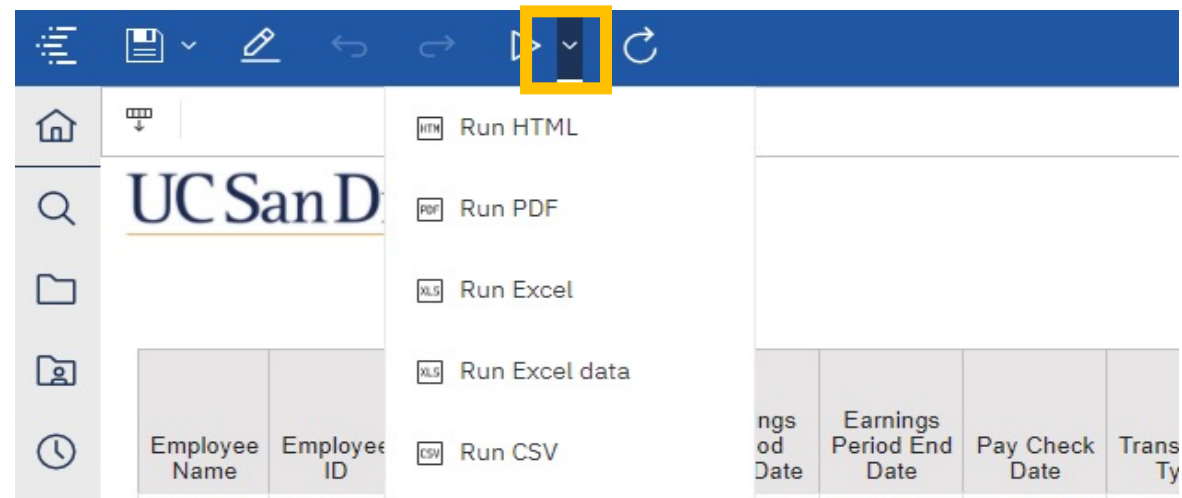 HTM Run HTML
UC San D
PDF Run PDF
XLS Run Excel
XLS Run Excel data
ngs
Earnings
Employee
Employee
od
Period End
Pay Check
Trans
Name
ID
Date
Date
Date
Ty
CSV Run CSV